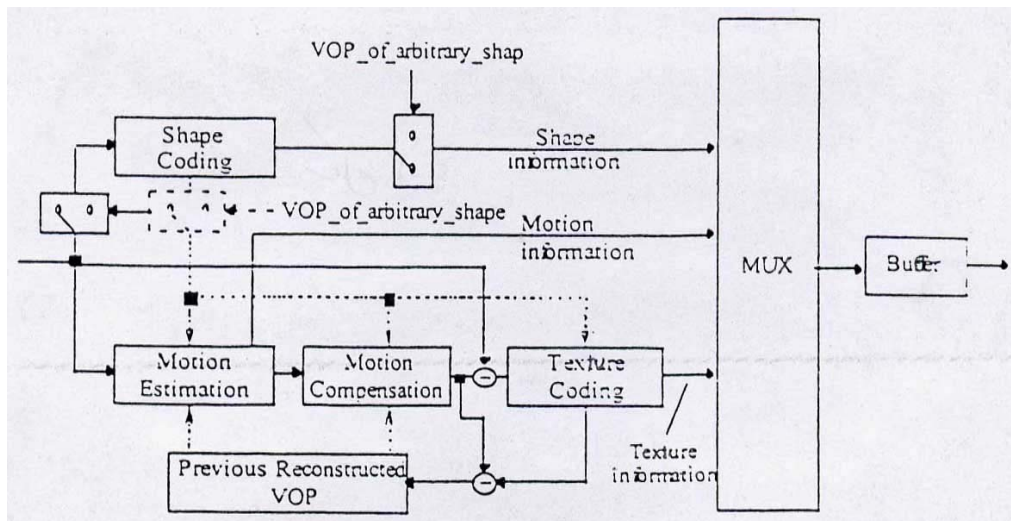 VOP_of_arbitrary_shap
Shape
Coding
Shape
information
VOP_of_arbitrary_shape
Motion
information
MUX
Buffer
Motion
Estimation
Motion
Compensation
Texture
Coding
Texture
information
Previous Reconstructed
VOP